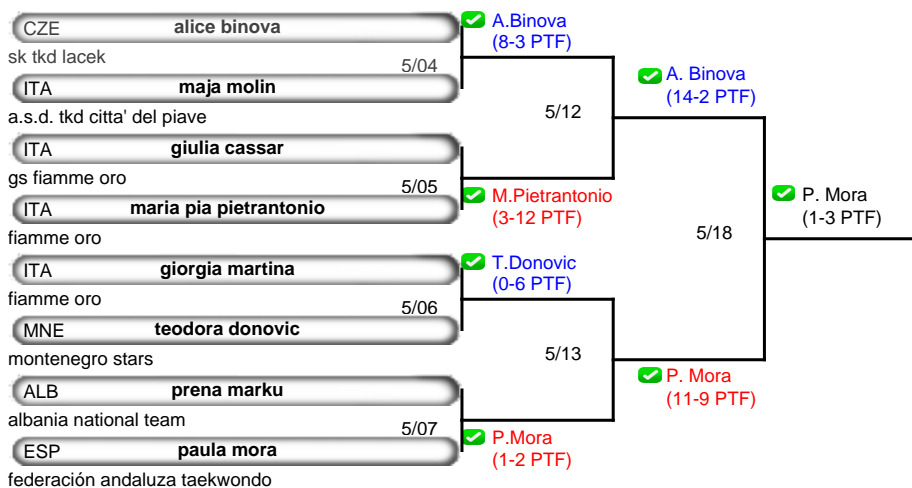 CZE alice binova
sk tkd lacek
5/04
ITA maja molin
a.s.d. tkd citta' del piave
ITA giulia cassar
gs fiamme oro
5/05
ITA maria pia pietrantonio
fiamme oro
ITA giorgia martina
fiamme oro
5/06
MNE teodora donovic
montenegro stars
ALB prena marku
albania national team
5/07
ESP paula mora
federación andaluza taekwondo
A.Binova
(8-3 PTF)
5/12
M.Pietrantonio
(3-12 PTF)
T.Donovic
(0-6 PTF)
5/13
P.Mora
(1-2 PTF)
A. Binova
(14-2 PTF)
5/18
P. Mora
(11-9 PTF)
P. Mora
(1-3 PTF)